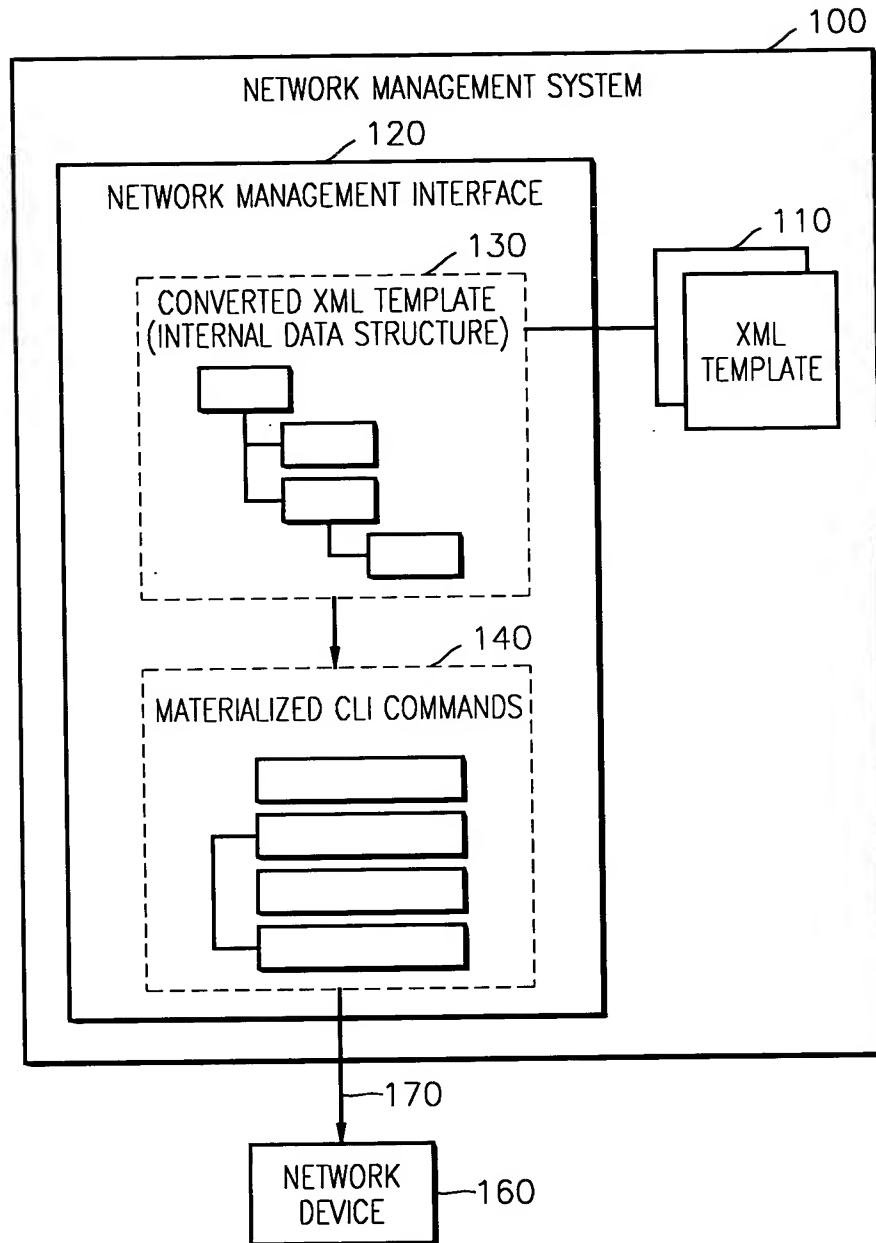 100
NETWORK MANAGEMENT SYSTEM
120
NETWORK MANAGEMENT INTERFACE
110
130
CONVERTED XML TEMPLATE
(INTERNAL DATA STRUCTURE)
XML
TEMPLATE
140
MATERIALIZED CLI COMMANDS
170
NETWORK
DEVICE
160